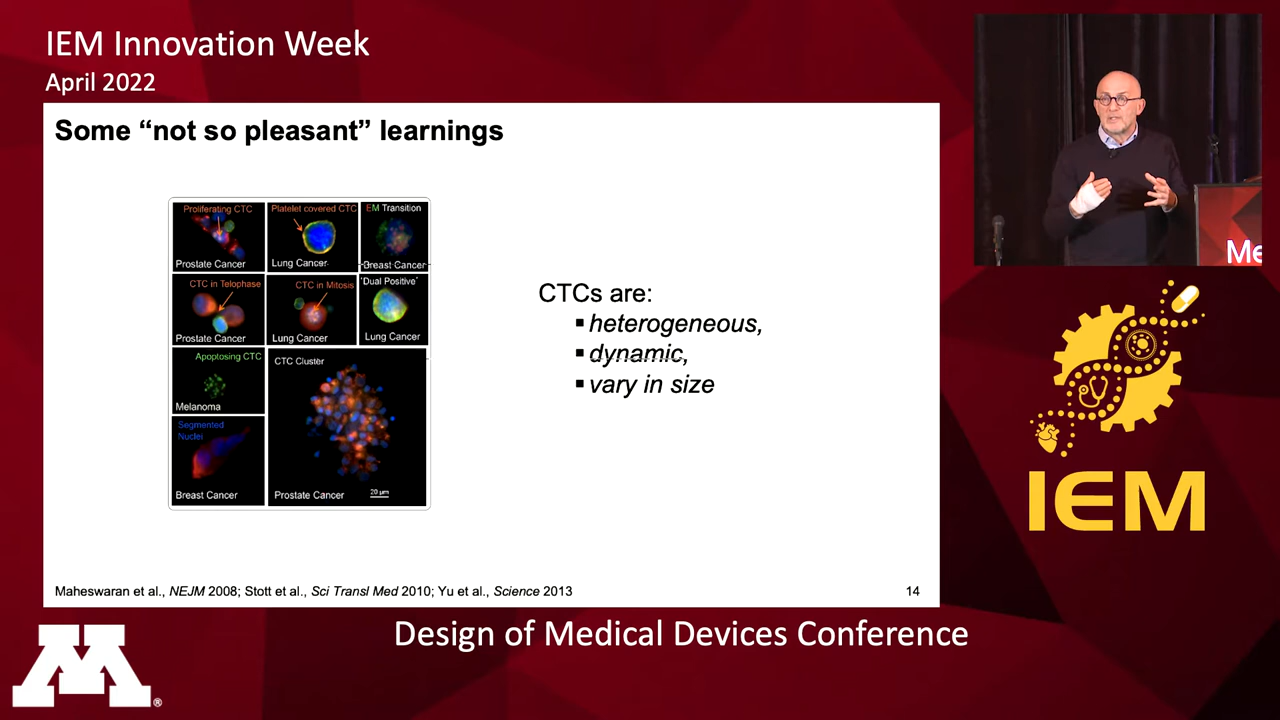 IEM Innovation Week
April 2022
Some “not so pleasant” learnings
Proliferating CTC
Prostate Cancer
Platelet covered CTC
Lung Cancer
EM Transition
Breast Cancer
CTC in Telophase
Prostate Cancer
CTC in Mitosis
Lung Cancer
"Dual Positive"
Lung Cancer
Apoptosing CTC
Melanoma
CTC Cluster
Prostate Cancer
20 µm
Segmented
Nuclei
Breast Cancer
CTCs are:
▪ heterogeneous,
▪ dynamic,
▪ vary in size
Maheswaran et al., NEJM 2008; Stott et al., Sci Transl Med 2010; Yu et al., Science 2013
14
Me
IEM
Design of Medical Devices Conference
M
®